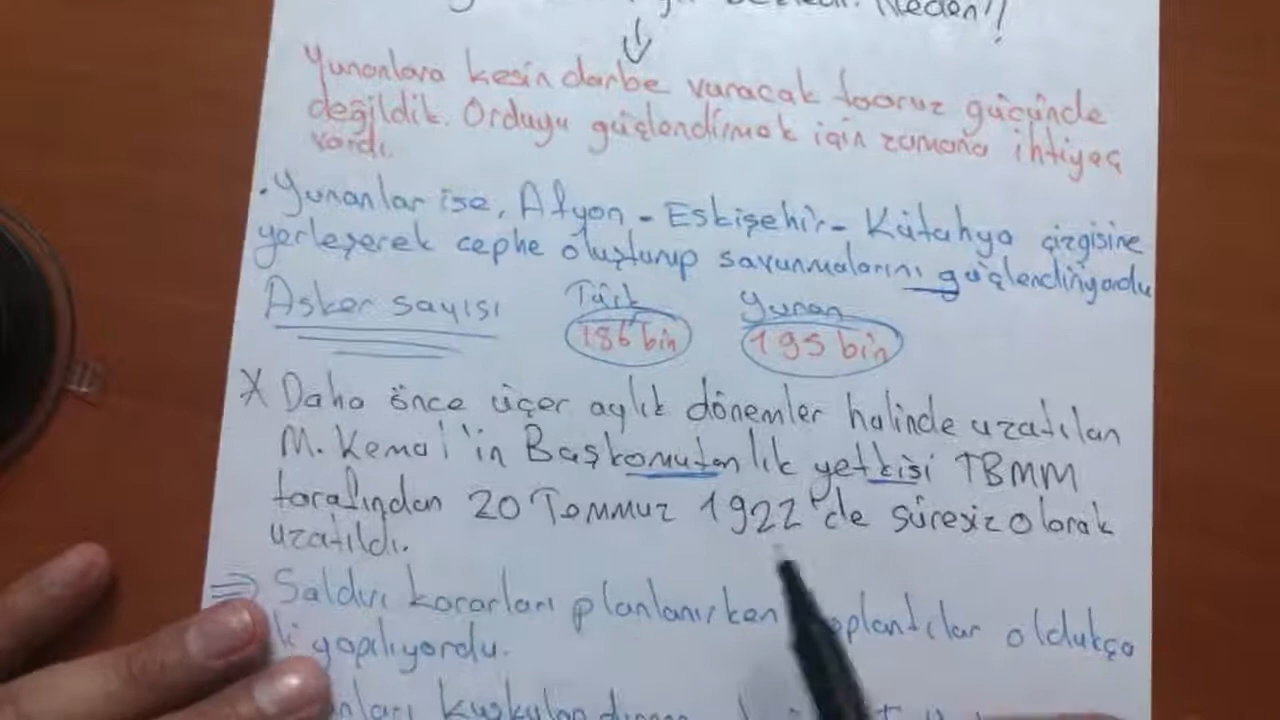 Neden!!
Yunanlara kesin darbe vuracak taaruz gücünde
değildik. Orduyu güçlendirmek için zamana ihtiyaç
vardı.
• Yunanlar ise, Afyon - Eskişehir - Kütahya çizgisine
yerleşerek cephe oluşturup savunmalarını güçlendiriyordu
Asker sayısı Türk Yunan
186 bin 195 bin
* Daha önce üçer aylık dönemler halinde uzatılan
M. Kemal'in Başkomutanlık yetkisi TBMM
tarafından 20 Temmuz 1922'de süresiz olarak
uzatıldı.
⇒ Saldırı kararları planlanırken toplantılar oldukça
yapılıyordu.